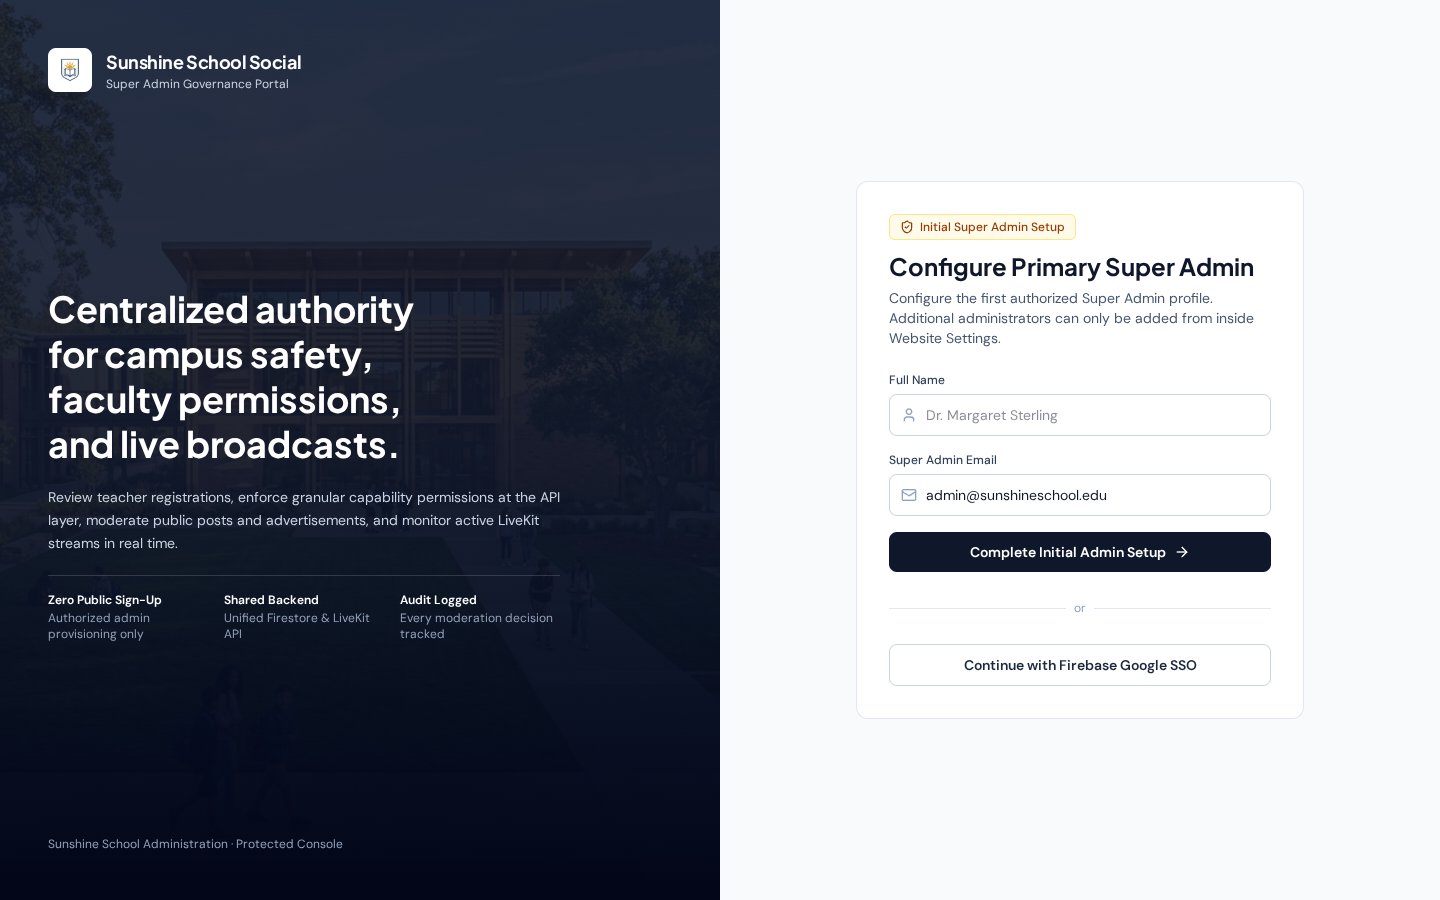 Sunshine School Social
Super Admin Governance Portal
Centralized authority
for campus safety,
faculty permissions,
and live broadcasts.
Review teacher registrations, enforce granular capability permissions at the API
layer, moderate public posts and advertisements, and monitor active LiveKit
streams in real time.
Zero Public Sign-Up
Authorized admin
provisioning only
Shared Backend
Unified Firestore & LiveKit
API
Audit Logged
Every moderation decision
tracked
Sunshine School Administration · Protected Console
Initial Super Admin Setup
Configure Primary Super Admin
Configure the first authorized Super Admin profile.
Additional administrators can only be added from inside
Website Settings.
Full Name
Dr. Margaret Sterling
Super Admin Email
admin@sunshineschool.edu
Complete Initial Admin Setup
or
Continue with Firebase Google SSO